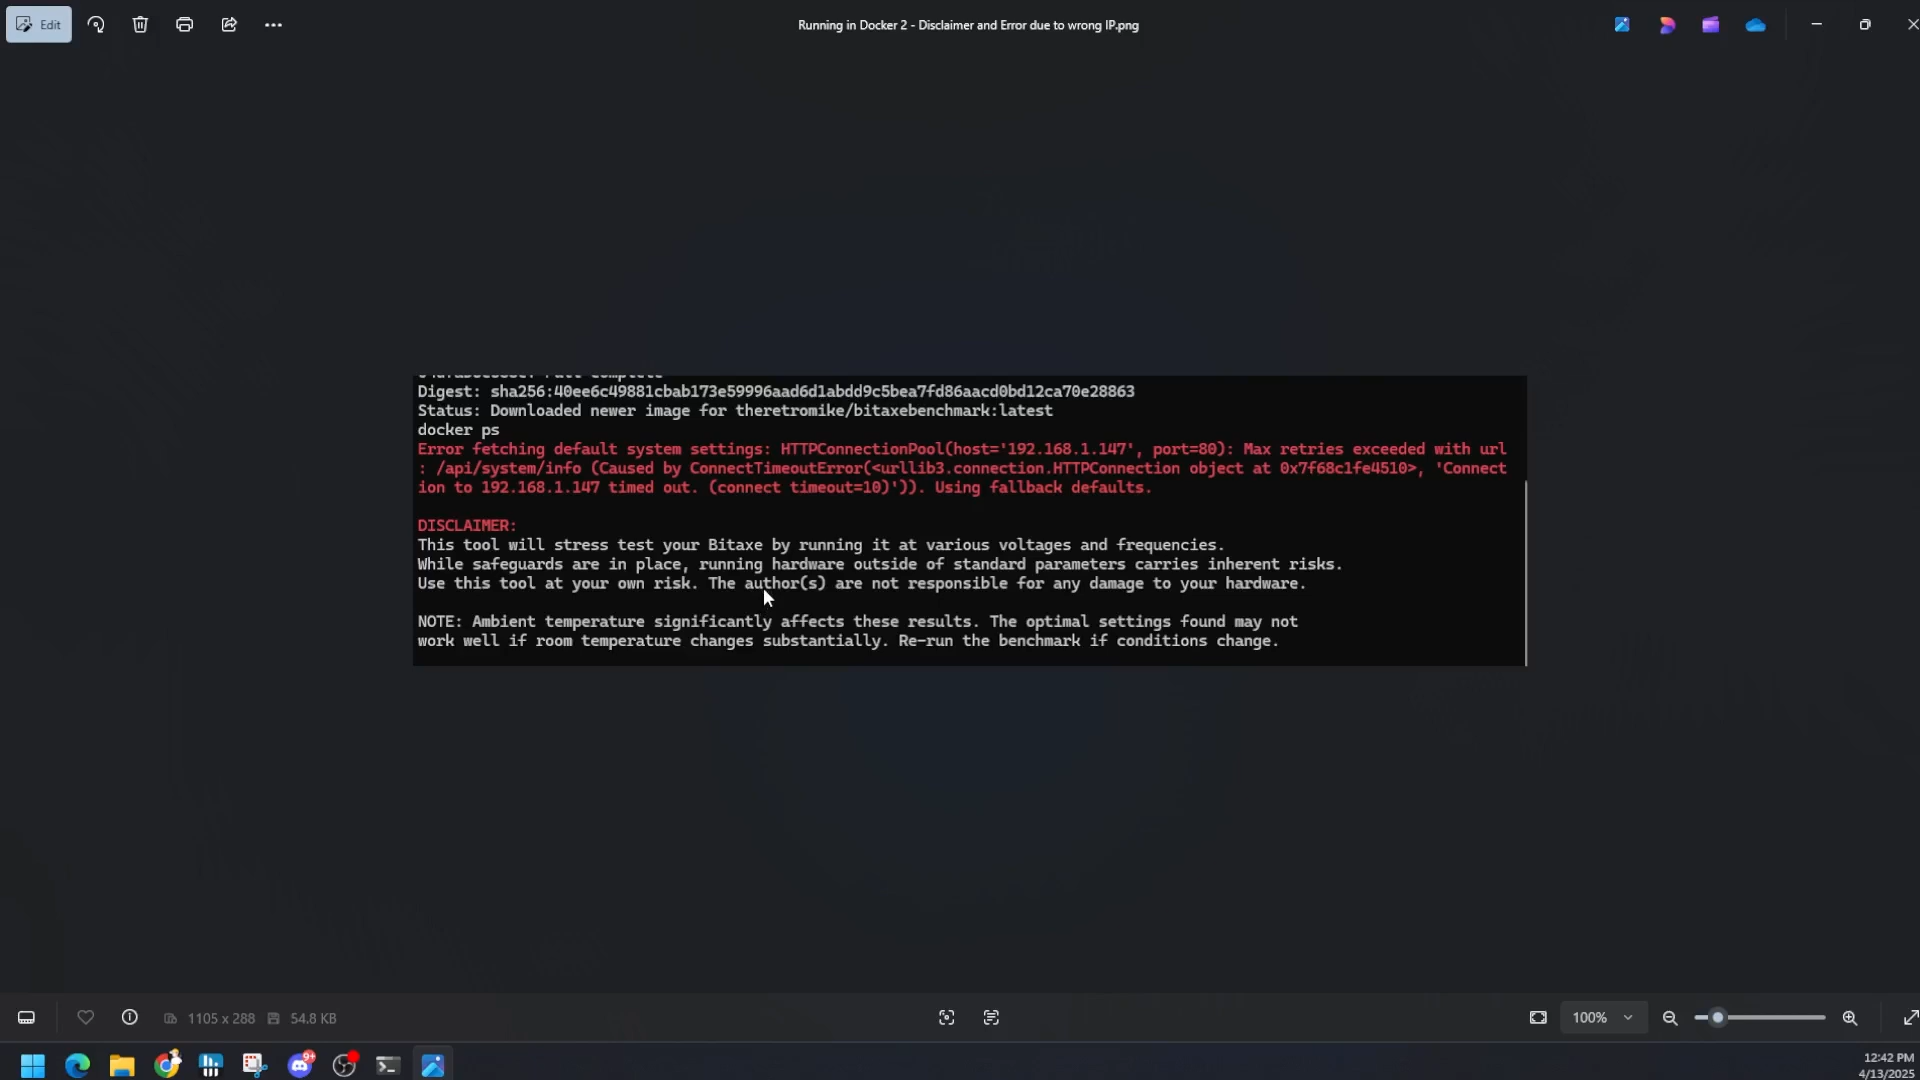 Edit
Running in Docker 2 - Disclaimer and Error due to wrong IP.png
Digest: sha256:40ee6c49881cbab173e59996aad6d1abdd9c5bea7fd86aacd0bd12ca70e28863
Status: Downloaded newer image for theretromike/bitaxebenchmark:latest
docker ps
Error fetching default system settings: HTTPConnectionPool(host='192.168.1.147', port=80): Max retries exceeded with url
: /api/system/info (Caused by ConnectTimeoutError(<urllib3.connection.HTTPConnection object at 0x7f68c1fe4510>, 'Connect
ion to 192.168.1.147 timed out. (connect timeout=10)')). Using fallback defaults.
DISCLAIMER:
This tool will stress test your Bitaxe by running it at various voltages and frequencies.
While safeguards are in place, running hardware outside of standard parameters carries inherent risks.
Use this tool at your own risk. The author(s) are not responsible for any damage to your hardware.
NOTE: Ambient temperature significantly affects these results. The optimal settings found may not
work well if room temperature changes substantially. Re-run the benchmark if conditions change.
1105 x 288
54.8 KB
100%
9+
12:42 PM
4/13/2025